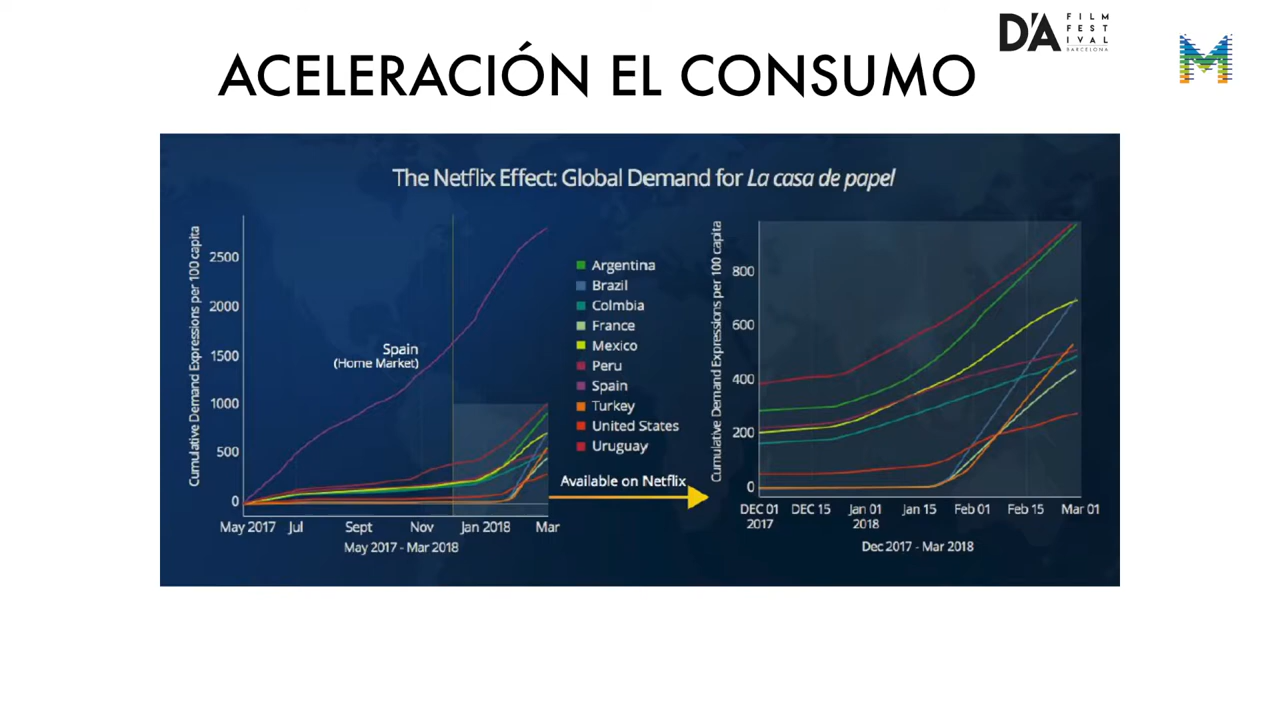 D'A
FILM
FEST
IVAL
BARCELONA
M
ACELERACIÓN EL CONSUMO
The Netflix Effect: Global Demand for La casa de papel
Cumulative Demand Expressions per 100 capita
2500
2000
1500
1000
500
0
Spain
(Home Market)
May 2017
Jul
Sept
Nov
Jan 2018
Mar
May 2017 - Mar 2018
Argentina
Brazil
Colmbia
France
Mexico
Peru
Spain
Turkey
United States
Uruguay
Available on Netflix
Cumulative Demand Expressions per 100 capita
800
600
400
200
0
DEC 01
2017
DEC 15
Jan 01
2018
Jan 15
Feb 01
Feb 15
Mar 01
Dec 2017 - Mar 2018